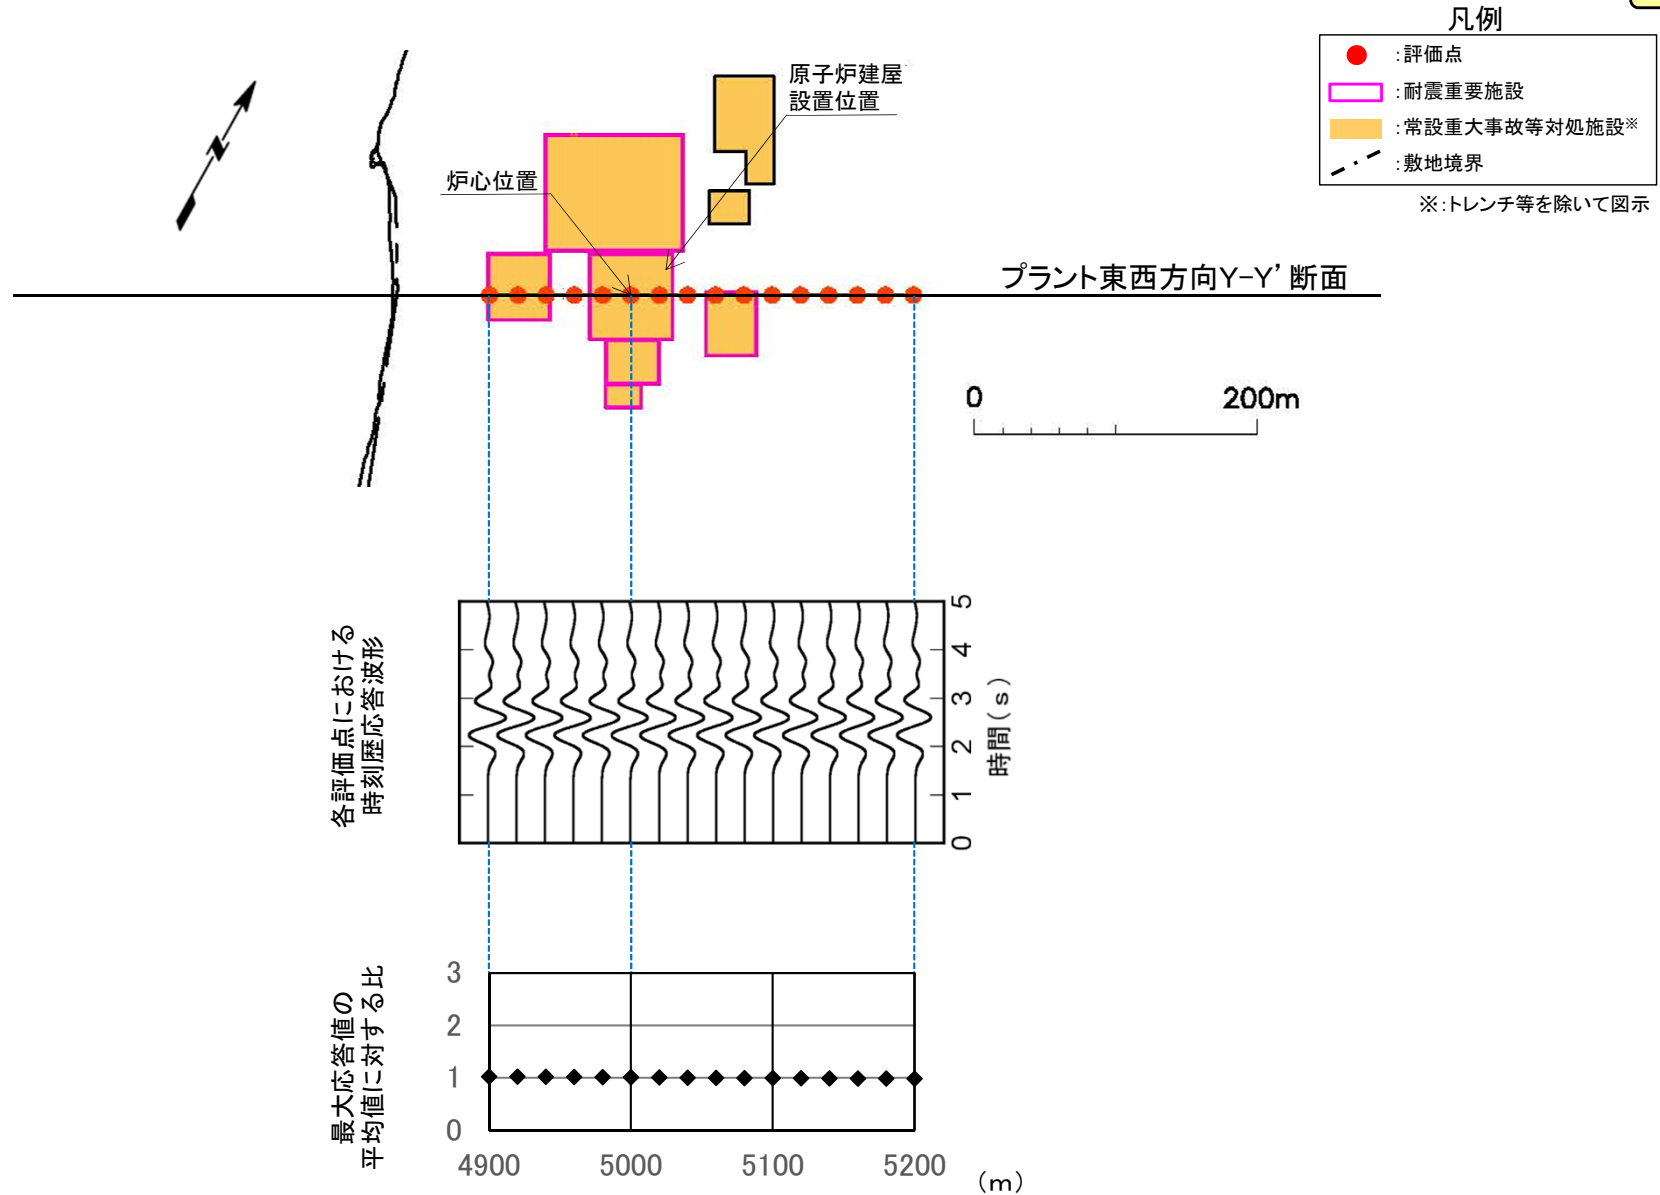 凡例
:評価点
:耐震重要施設
:常設重大事故等対処施設※
:敷地境界
※:トレンチ等を除いて図示
N
原子炉建屋
設置位置
炉心位置
プラント東西方向Y-Y’断面
0 200m
各評価点における
時刻歴応答波形
5
4
3
2
1
0
時間(s)
最大応答値の
平均値に対する比
3
2
1
0
4900 5000 5100 5200
(m)